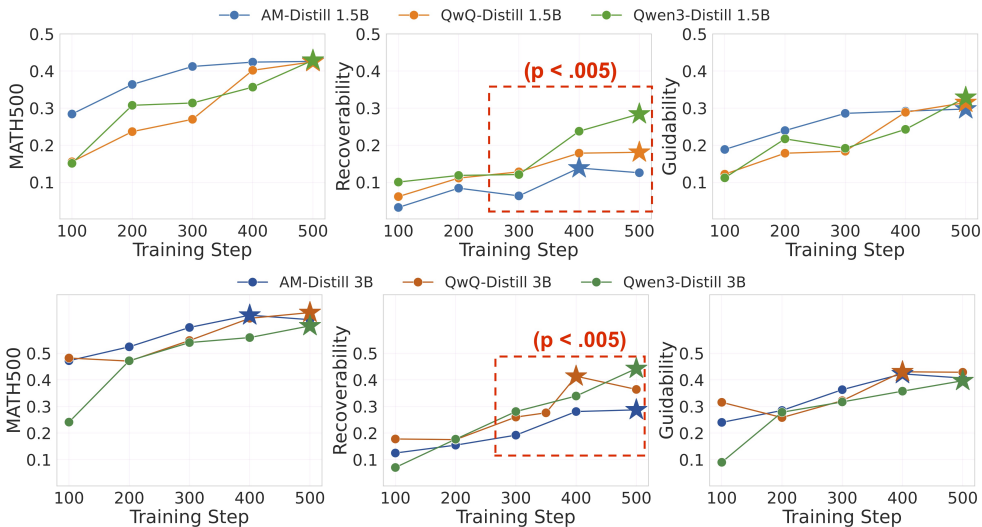 AM-Distill 1.5B QwQ-Distill 1.5B Qwen3-Distill 1.5B
MATH500
0.5
0.4
0.3
0.2
0.1
100 200 300 400 500
Training Step
Recoverability
0.5
0.4
0.3
0.2
0.1
(p < .005)
100 200 300 400 500
Training Step
Guidability
0.5
0.4
0.3
0.2
0.1
100 200 300 400 500
Training Step
AM-Distill 3B QwQ-Distill 3B Qwen3-Distill 3B
MATH500
0.5
0.4
0.3
0.2
0.1
100 200 300 400 500
Training Step
Recoverability
0.5
0.4
0.3
0.2
0.1
(p < .005)
100 200 300 400 500
Training Step
Guidability
0.5
0.4
0.3
0.2
0.1
100 200 300 400 500
Training Step